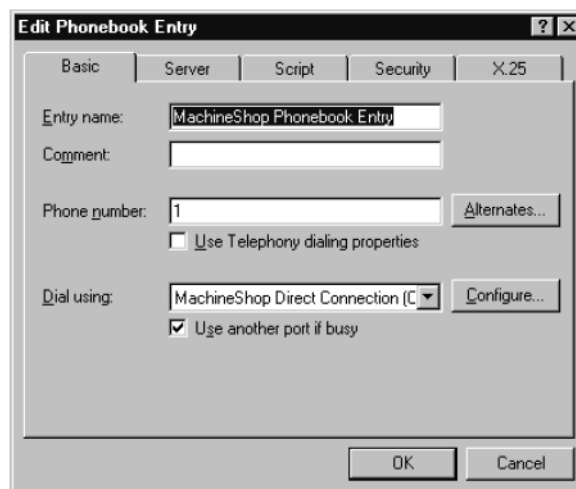 Edit Phonebook Entry
Basic Server Script Security X.25
Entry name: MachineShop Phonebook Entry
Comment:
Phone number: 1 Alternates...
Use Telephony dialing properties
Dial using: MachineShop Direct Connection (C Configure...
Use another port if busy
OK Cancel